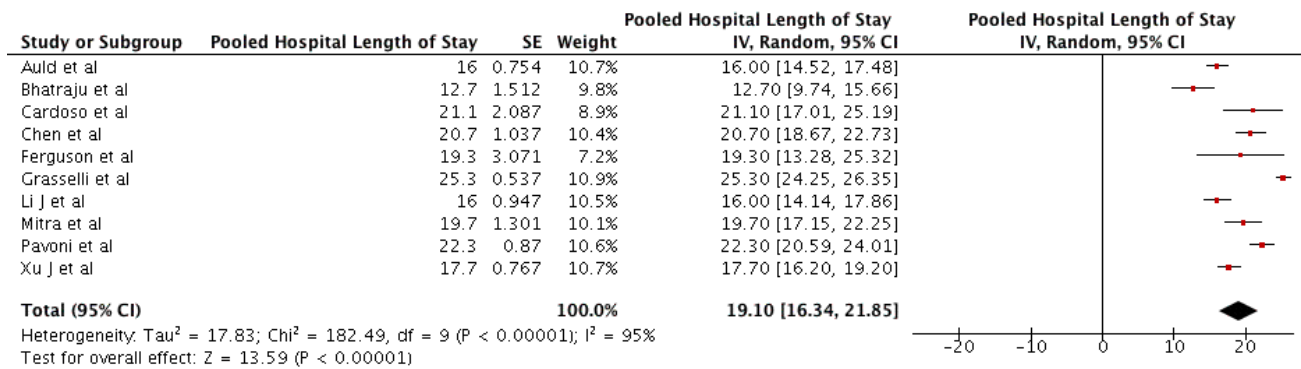 Pooled Hospital Length of Stay Pooled Hospital Length of Stay
Study or Subgroup Pooled Hospital Length of Stay SE Weight IV, Random, 95% CI IV, Random, 95% CI
Auld et al 16 0.754 10.7% 16.00 [14.52, 17.48]
Bhatraju et al 12.7 1.512 9.8% 12.70 [9.74, 15.66]
Cardoso et al 21.1 2.087 8.9% 21.10 [17.01, 25.19]
Chen et al 20.7 1.037 10.4% 20.70 [18.67, 22.73]
Ferguson et al 19.3 3.071 7.2% 19.30 [13.28, 25.32]
Grasselli et al 25.3 0.537 10.9% 25.30 [24.25, 26.35]
Li J et al 16 0.947 10.5% 16.00 [14.14, 17.86]
Mitra et al 19.7 1.301 10.1% 19.70 [17.15, 22.25]
Pavoni et al 22.3 0.87 10.6% 22.30 [20.59, 24.01]
Xu J et al 17.7 0.767 10.7% 17.70 [16.20, 19.20]
Total (95% CI) 100.0% 19.10 [16.34, 21.85]
Heterogeneity: Tau² = 17.83; Chi² = 182.49, df = 9 (P < 0.00001); I² = 95%
Test for overall effect: Z = 13.59 (P < 0.00001)
-20 -10 0 10 20